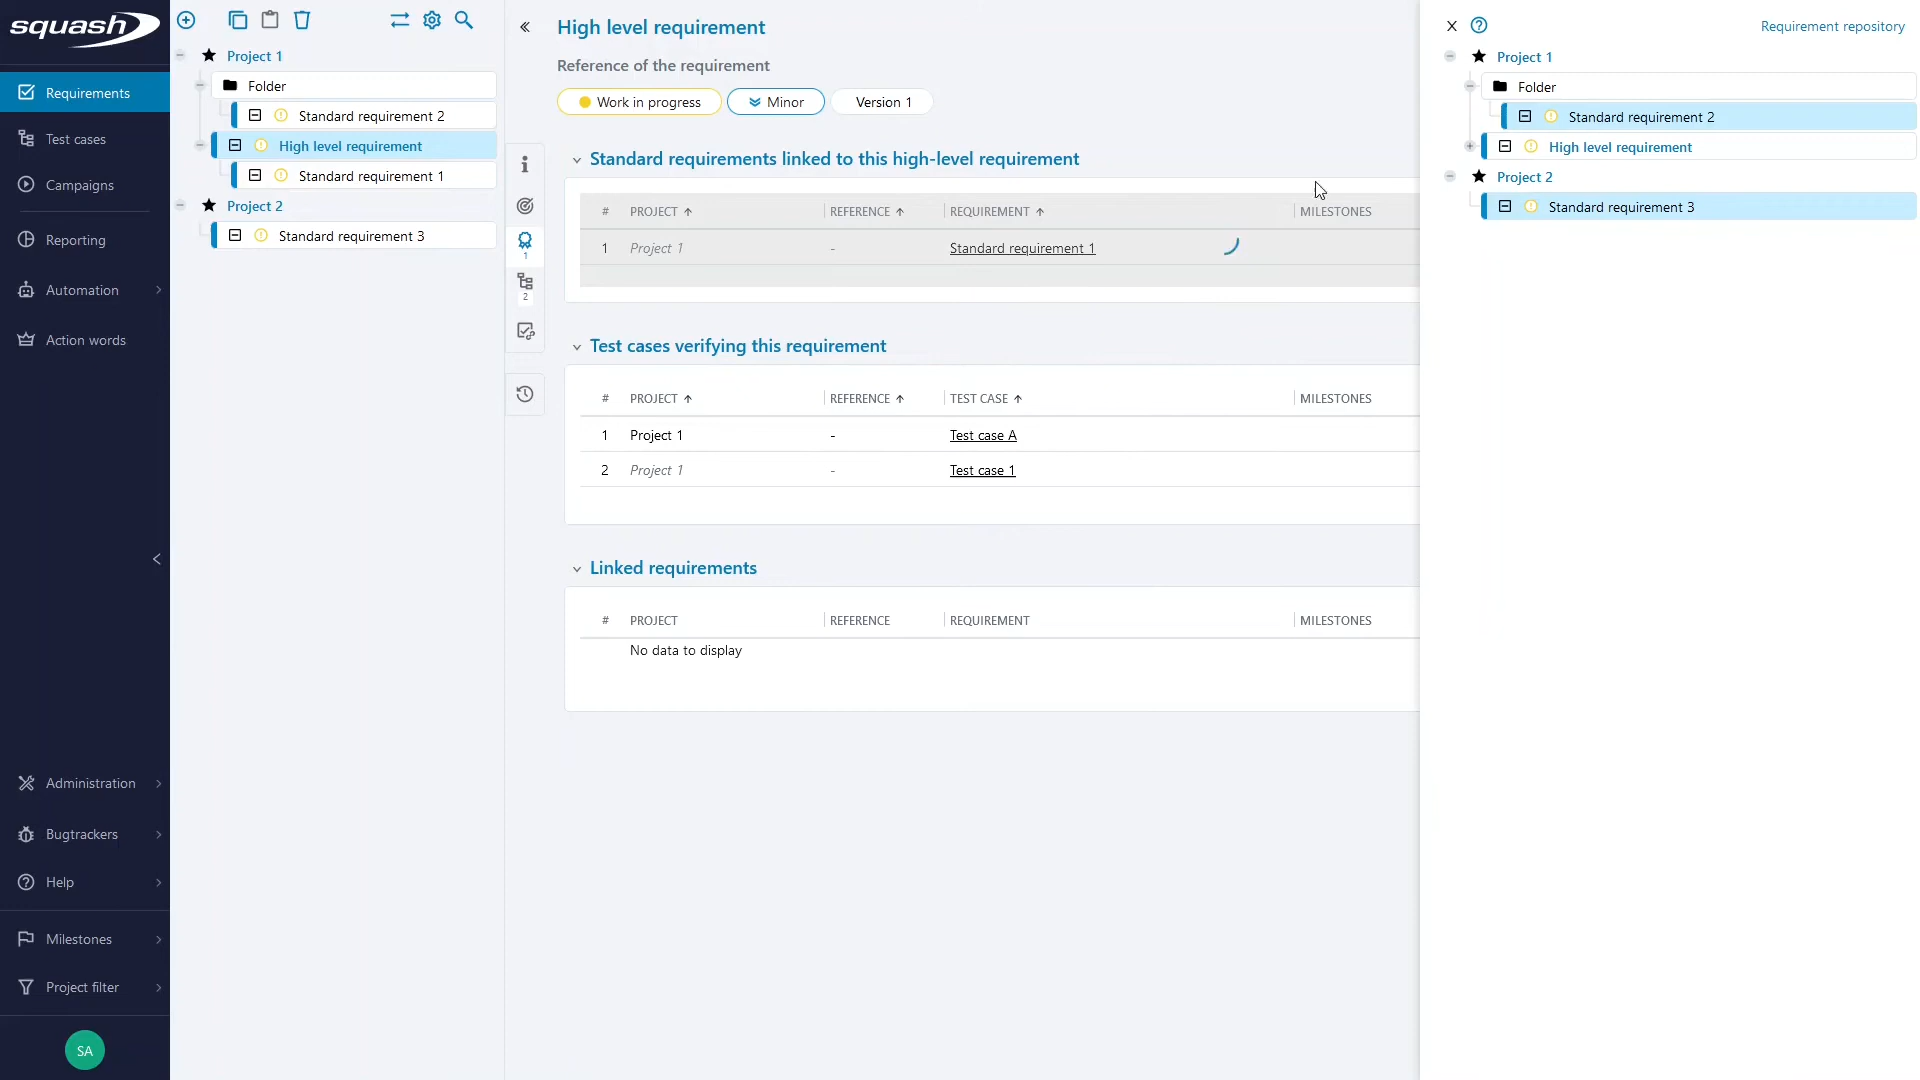 squash
Requirements
Test cases
Campaigns
Reporting
Automation
Action words
Administration
Bugtrackers
Help
Milestones
Project filter
SA
Project 1
Folder
Standard requirement 2
High level requirement
Standard requirement 1
Project 2
Standard requirement 3
High level requirement
Reference of the requirement
Work in progress Minor Version 1
1
2
Standard requirements linked to this high-level requirement
# PROJECT REFERENCE REQUIREMENT MILESTONES
1 Project 1 - Standard requirement 1
Test cases verifying this requirement
# PROJECT REFERENCE TEST CASE MILESTONES
1 Project 1 - Test case A
2 Project 1 - Test case 1
Linked requirements
# PROJECT REFERENCE REQUIREMENT MILESTONES
No data to display
X Requirement repository
Project 1
Folder
Standard requirement 2
High level requirement
Project 2
Standard requirement 3